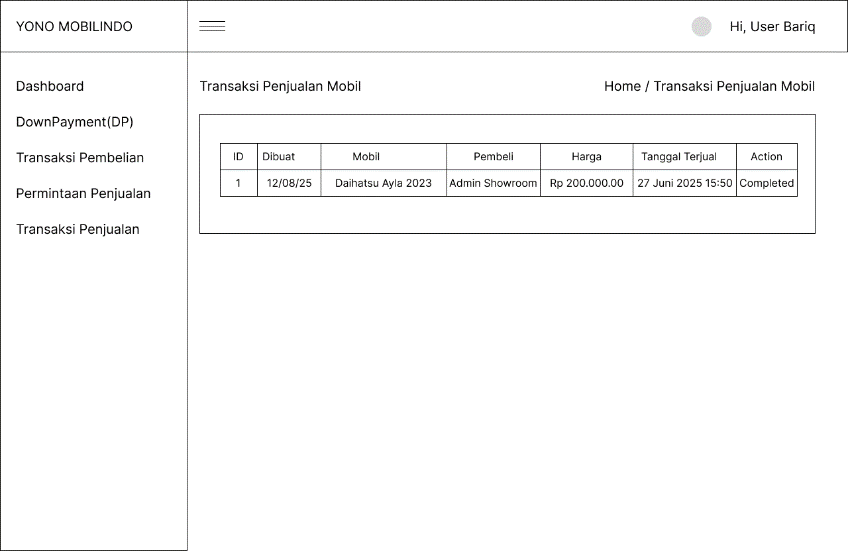 YONO MOBILINDO
Hi, User Bariq
Dashboard
DownPayment(DP)
Transaksi Pembelian
Permintaan Penjualan
Transaksi Penjualan
Transaksi Penjualan Mobil
Home / Transaksi Penjualan Mobil
ID Dibuat Mobil Pembeli Harga Tanggal Terjual Action
1 12/08/25 Daihatsu Ayla 2023 Admin Showroom Rp 200.000.00 27 Juni 2025 15:50 Completed